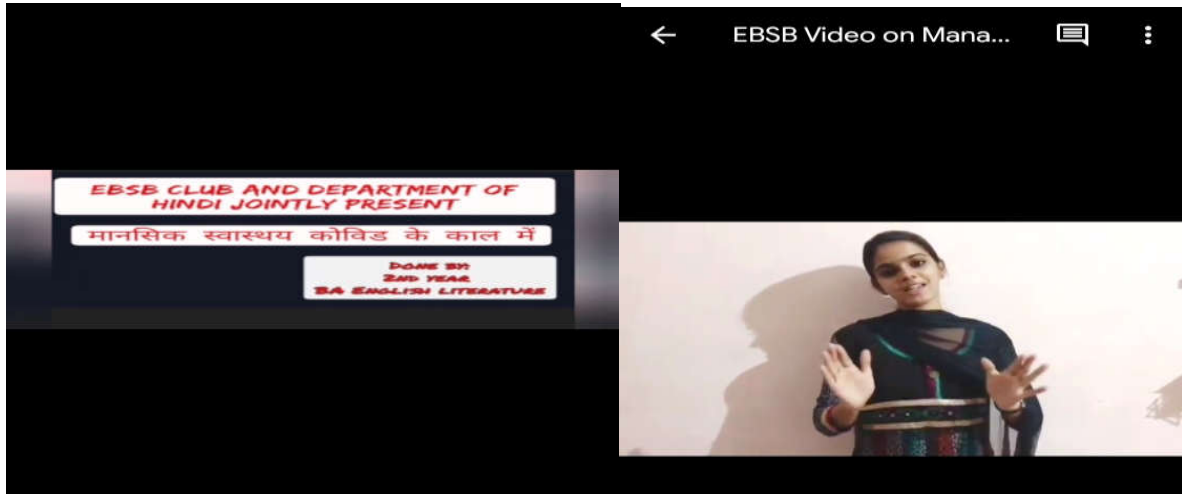 EBSB CLUB AND DEPARTMENT OF
HINDI JOINTLY PRESENT
मानसिक स्वास्थय कोविड के काल में
DONE BY:
2ND YEAR
BA ENGLISH LITERATURE
EBSB Video on Mana...